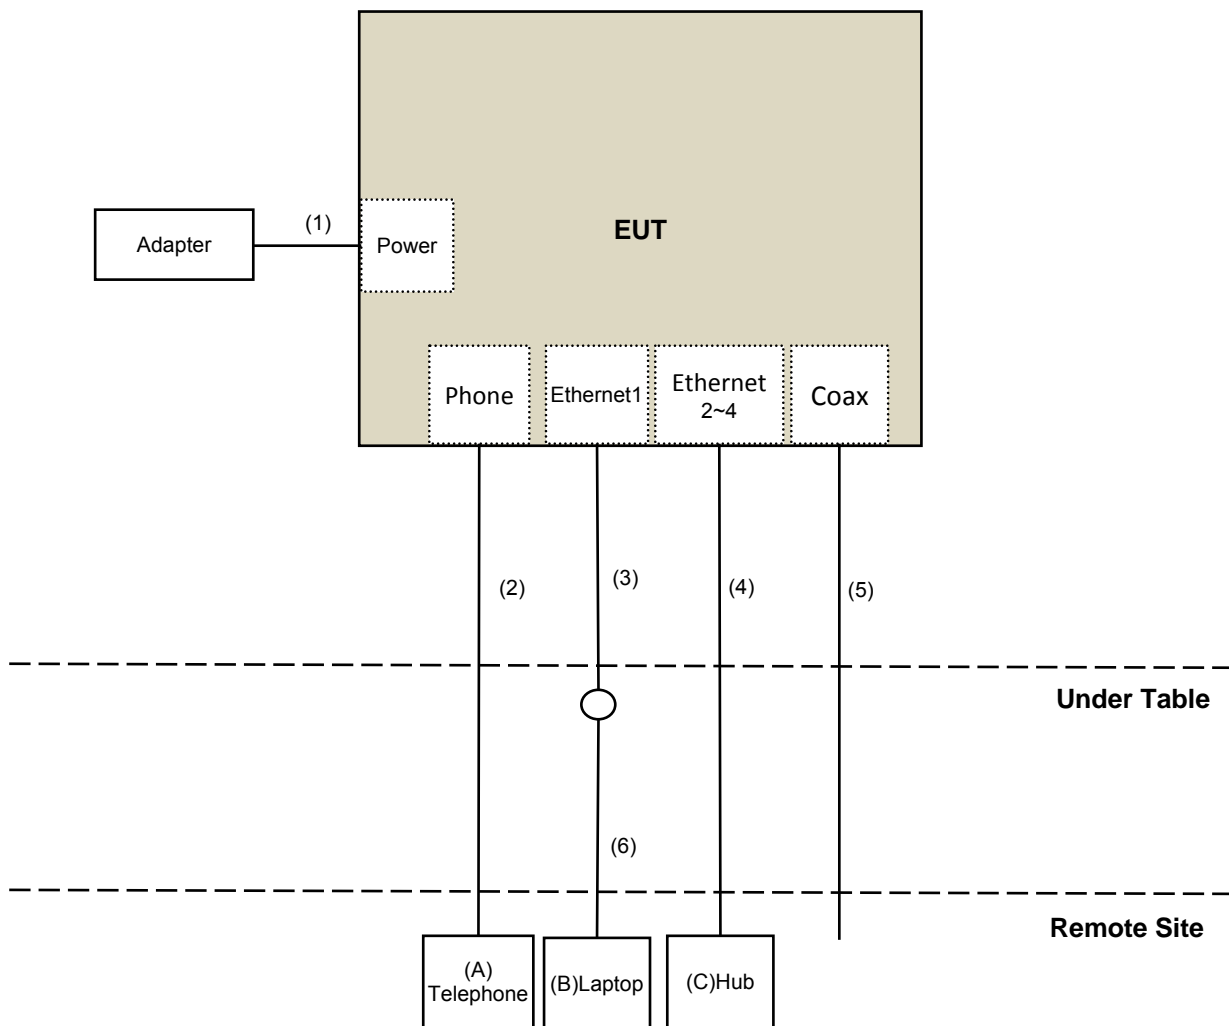 EUT
(1)
Adapter
Power
Phone
Ethernet1
Ethernet
2~4
Coax
(2)
(3)
(4)
(5)
Under Table
(6)
Remote Site
(A)
Telephone
(B)Laptop
(C)Hub